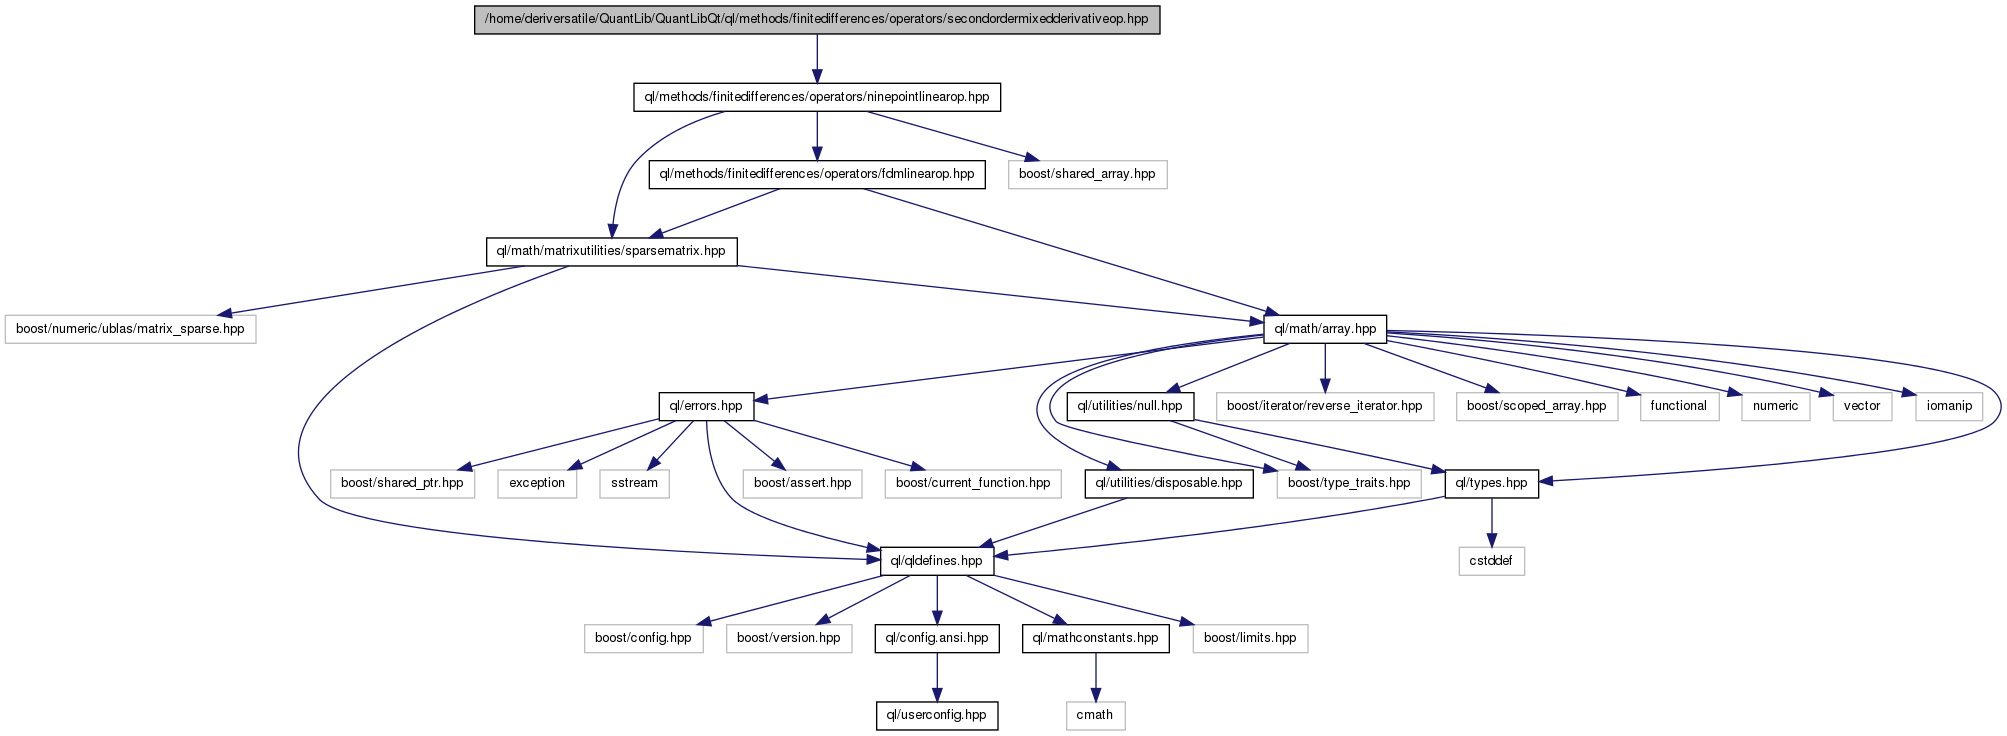 /home/deriversatile/QuantLib/QuantLibQt/ql/methods/finitedifferences/operators/secondordermixedderivativeop.hpp
ql/methods/finitedifferences/operators/ninepointlinearop.hpp
ql/methods/finitedifferences/operators/fdmlinearop.hpp
boost/shared_array.hpp
ql/math/matrixutilities/sparsematrix.hpp
boost/numeric/ublas/matrix_sparse.hpp
ql/math/array.hpp
ql/errors.hpp
ql/utilities/null.hpp
boost/iterator/reverse_iterator.hpp
boost/scoped_array.hpp
functional
numeric
vector
iomanip
boost/shared_ptr.hpp
exception
sstream
boost/assert.hpp
boost/current_function.hpp
ql/utilities/disposable.hpp
boost/type_traits.hpp
ql/types.hpp
ql/qldefines.hpp
cstddef
boost/config.hpp
boost/version.hpp
ql/config.ansi.hpp
ql/mathconstants.hpp
boost/limits.hpp
ql/userconfig.hpp
cmath